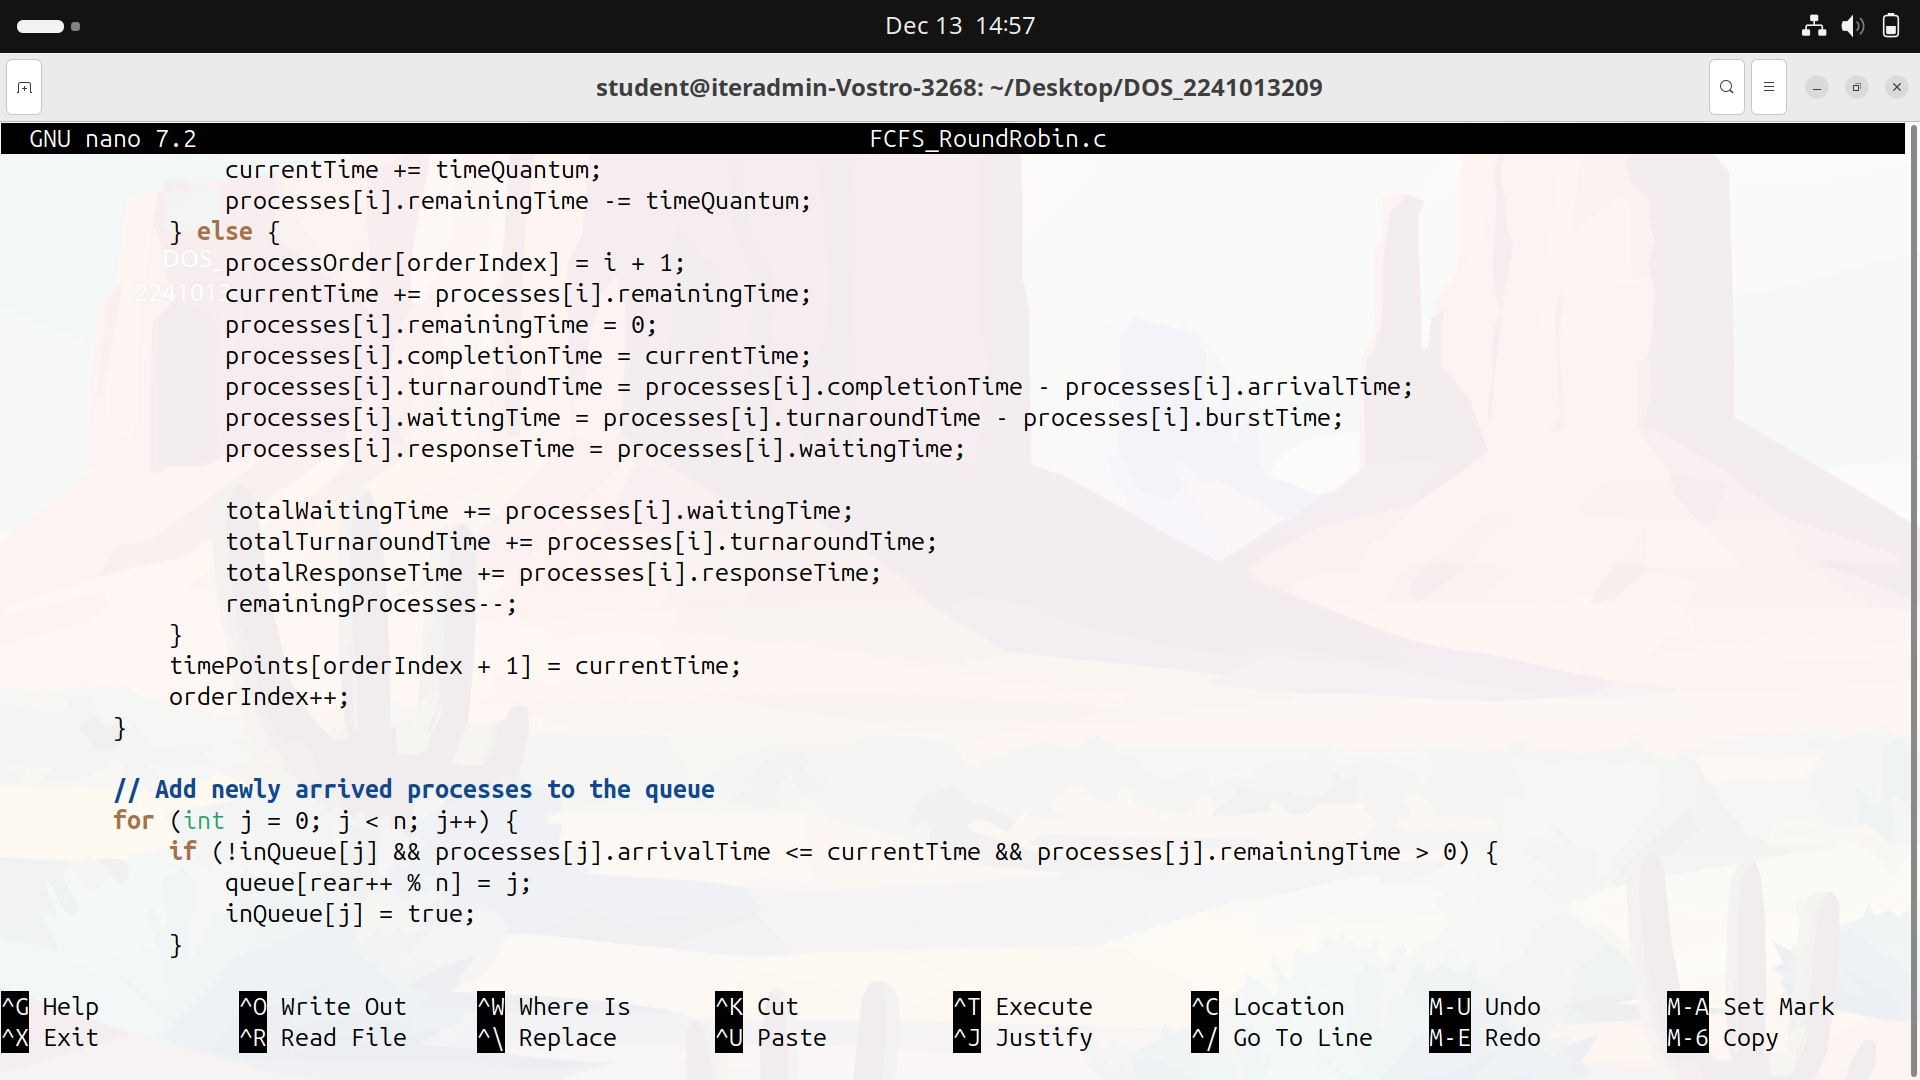 Dec 13 14:57
student@iteradmin-Vostro-3268: ~/Desktop/DOS_2241013209
GNU nano 7.2 FCFS_RoundRobin.c
currentTime += timeQuantum;
processes[i].remainingTime -= timeQuantum;
} else {
DOS_
processOrder[orderIndex] = i + 1;
2241013
currentTime += processes[i].remainingTime;
processes[i].remainingTime = 0;
processes[i].completionTime = currentTime;
processes[i].turnaroundTime = processes[i].completionTime - processes[i].arrivalTime;
processes[i].waitingTime = processes[i].turnaroundTime - processes[i].burstTime;
processes[i].responseTime = processes[i].waitingTime;
totalWaitingTime += processes[i].waitingTime;
totalTurnaroundTime += processes[i].turnaroundTime;
totalResponseTime += processes[i].responseTime;
remainingProcesses--;
}
timePoints[orderIndex + 1] = currentTime;
orderIndex++;
}
// Add newly arrived processes to the queue
for (int j = 0; j < n; j++) {
if (!inQueue[j] && processes[j].arrivalTime <= currentTime && processes[j].remainingTime > 0) {
queue[rear++ % n] = j;
inQueue[j] = true;
}
^G Help ^O Write Out ^W Where Is ^K Cut ^T Execute ^C Location M-U Undo M-A Set Mark
^X Exit ^R Read File ^\ Replace ^U Paste ^J Justify ^/ Go To Line M-E Redo M-6 Copy